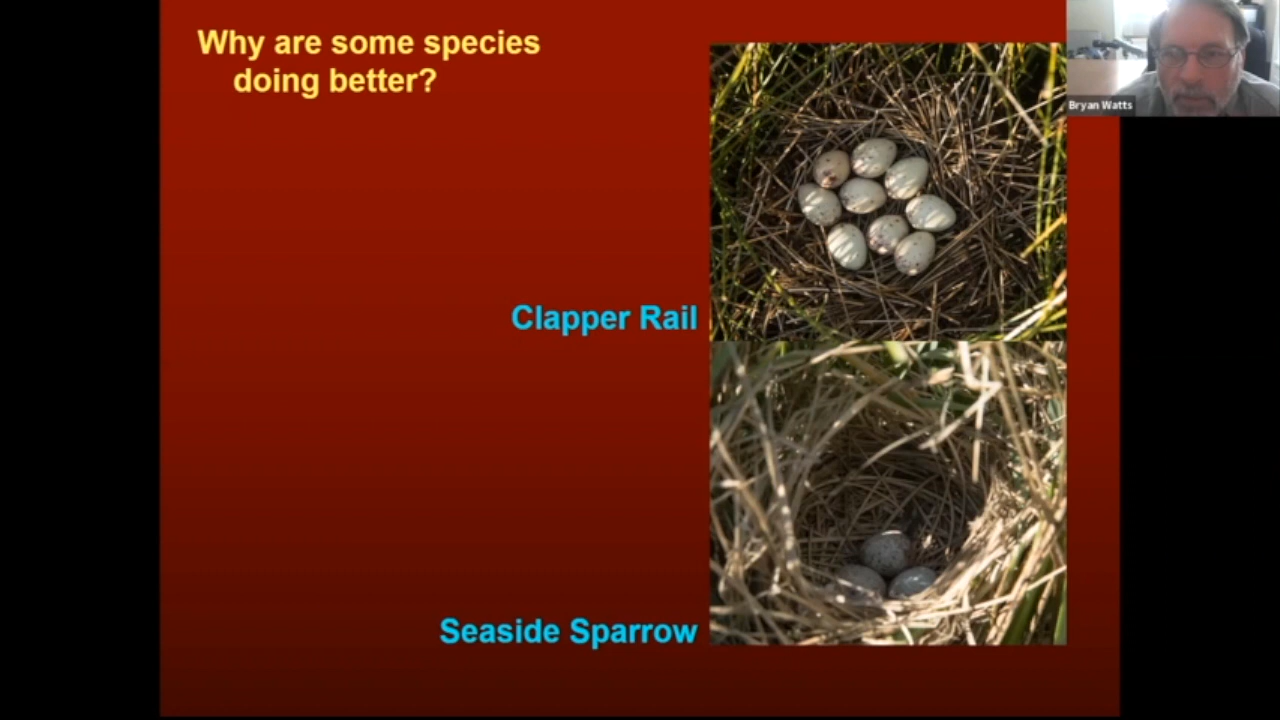 Why are some species
doing better?
Bryan Watts
Clapper Rail
Seaside Sparrow